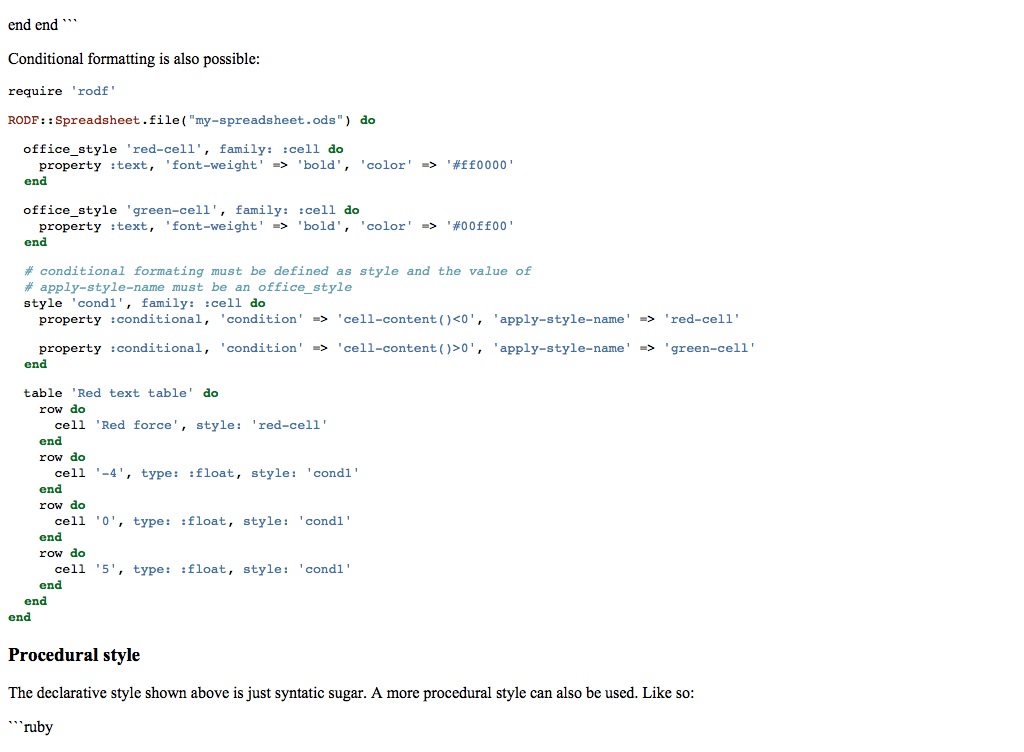 end end ```
Conditional formatting is also possible:
require 'rodf'
RODF::Spreadsheet.file("my-spreadsheet.ods") do
office_style 'red-cell', family: :cell do
property :text, 'font-weight' => 'bold', 'color' => '#ff0000'
end
office_style 'green-cell', family: :cell do
property :text, 'font-weight' => 'bold', 'color' => '#00ff00'
end
# conditional formating must be defined as style and the value of
# apply-style-name must be an office_style
style 'cond1', family: :cell do
property :conditional, 'condition' => 'cell-content()<0', 'apply-style-name' => 'red-cell'
property :conditional, 'condition' => 'cell-content()>0', 'apply-style-name' => 'green-cell'
end
table 'Red text table' do
row do
cell 'Red force', style: 'red-cell'
end
row do
cell '-4', type: :float, style: 'cond1'
end
row do
cell '0', type: :float, style: 'cond1'
end
row do
cell '5', type: :float, style: 'cond1'
end
end
end
Procedural style
The declarative style shown above is just syntatic sugar. A more procedural style can also be used. Like so:
```ruby